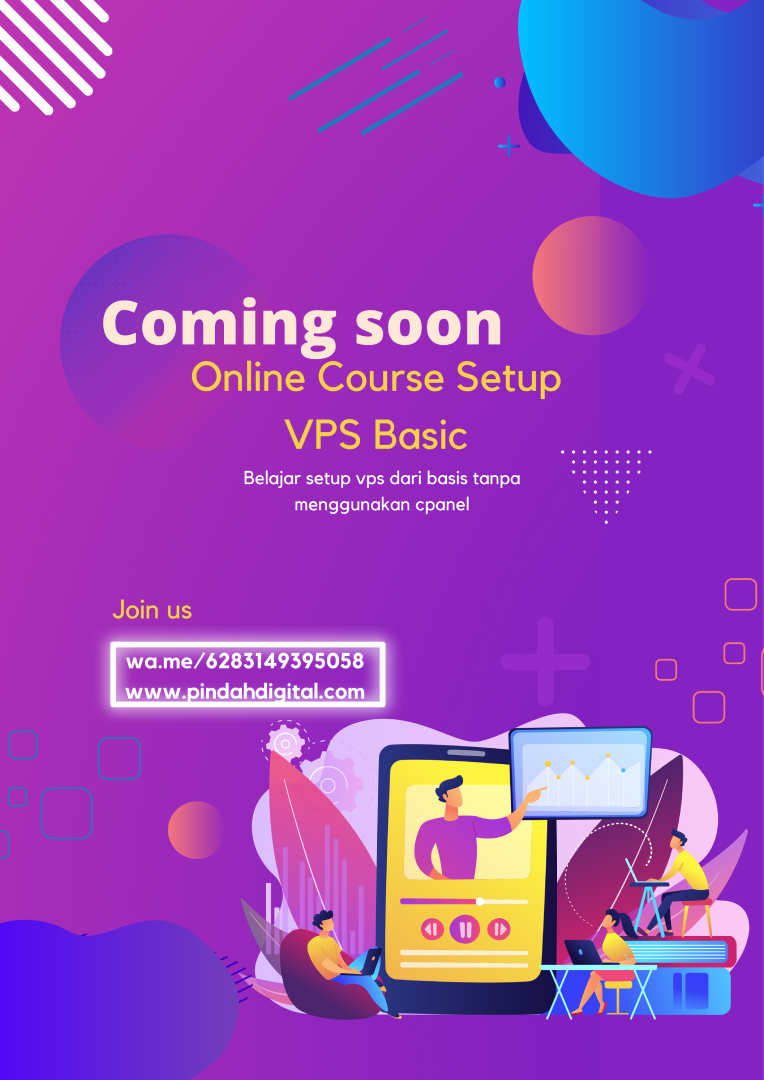 Coming soon
Online Course Setup
VPS Basic
Belajar setup vps dari basis tanpa
menggunakan cpanel
Join us
wa.me/6283149395058
www.pindahdigital.com